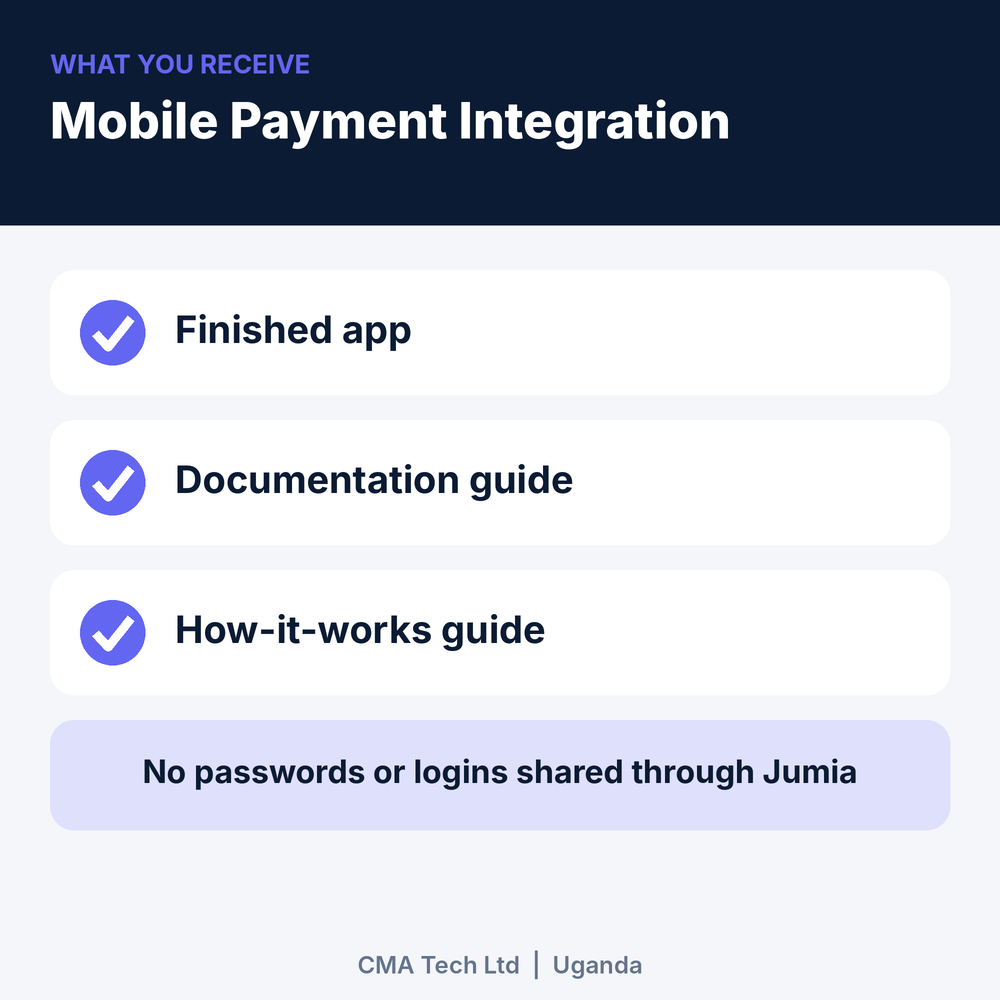 WHAT YOU RECEIVE
Mobile Payment Integration
Finished app
Documentation guide
How-it-works guide
No passwords or logins shared through Jumia
CMA Tech Ltd | Uganda